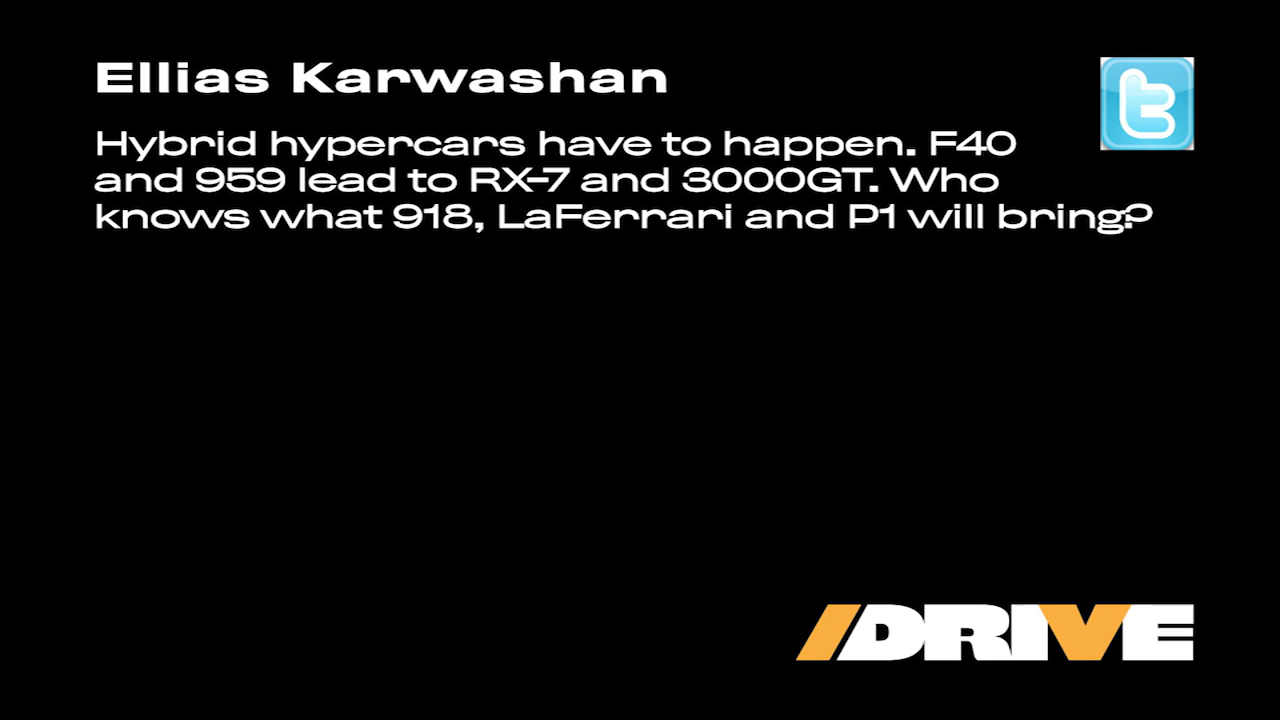 Ellias Karwashan
Hybrid hypercars have to happen. F40
and 959 lead to RX-7 and 3000GT. Who
knows what 918, LaFerrari and P1 will bring?
/DRIVE